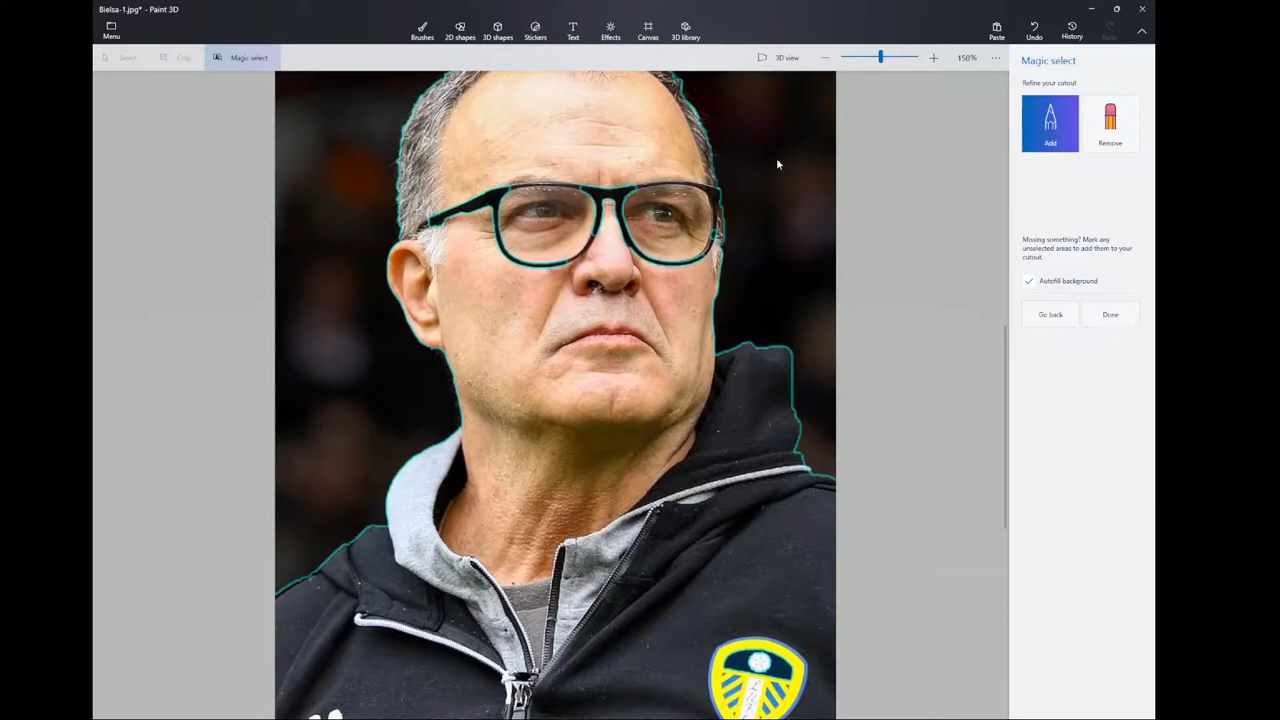 Bielsa-1.jpg* - Paint 3D
Menu
Brushes
2D shapes
3D shapes
Stickers
Text
Effects
Canvas
3D library
Paste
Undo
History
Redo
Select
Crop
Magic select
3D view
150%
Magic select
Refine your cutout
Add
Remove
Missing something? Mark any
unselected areas to add them to your
cutout.
Autofill background
Go back
Done